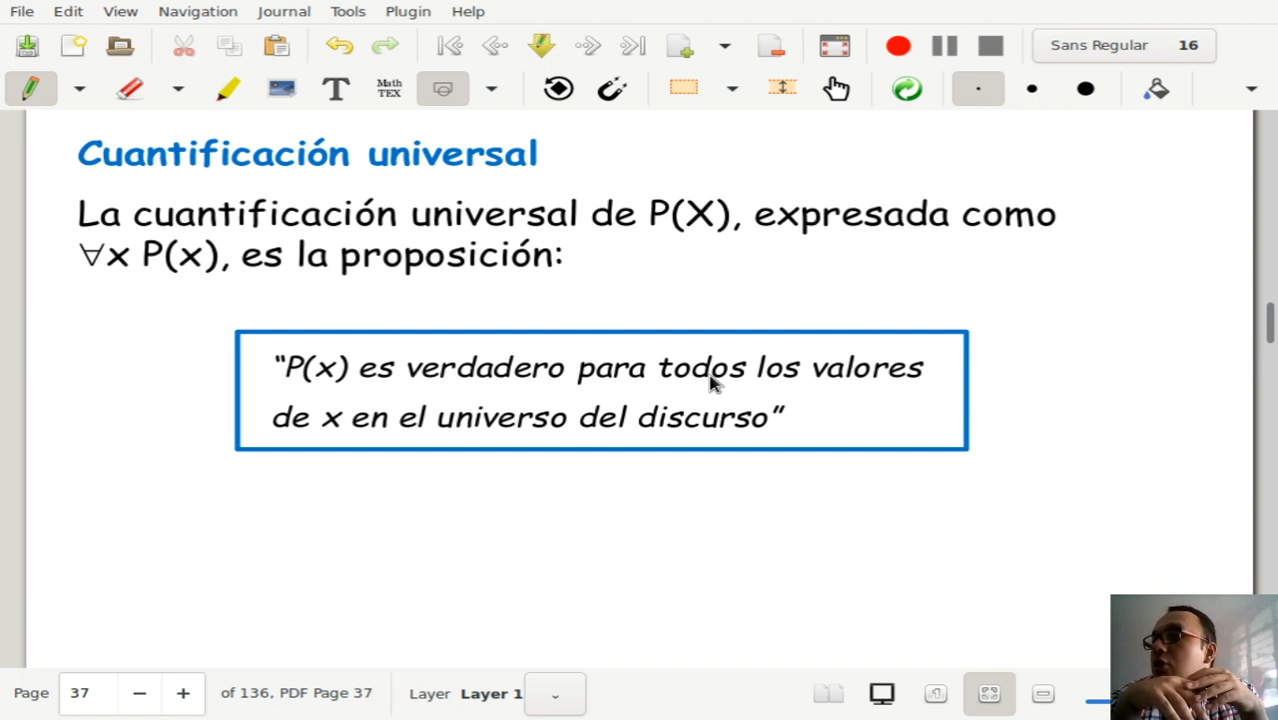 File Edit View Navigation Journal Tools Plugin Help
Sans Regular 16
T Math TEX
Cuantificación universal
La cuantificación universal de P(X), expresada como
∀x P(x), es la proposición:
"P(x) es verdadero para todos los valores
de x en el universo del discurso"
Page 37 − + of 136, PDF Page 37 Layer Layer 1